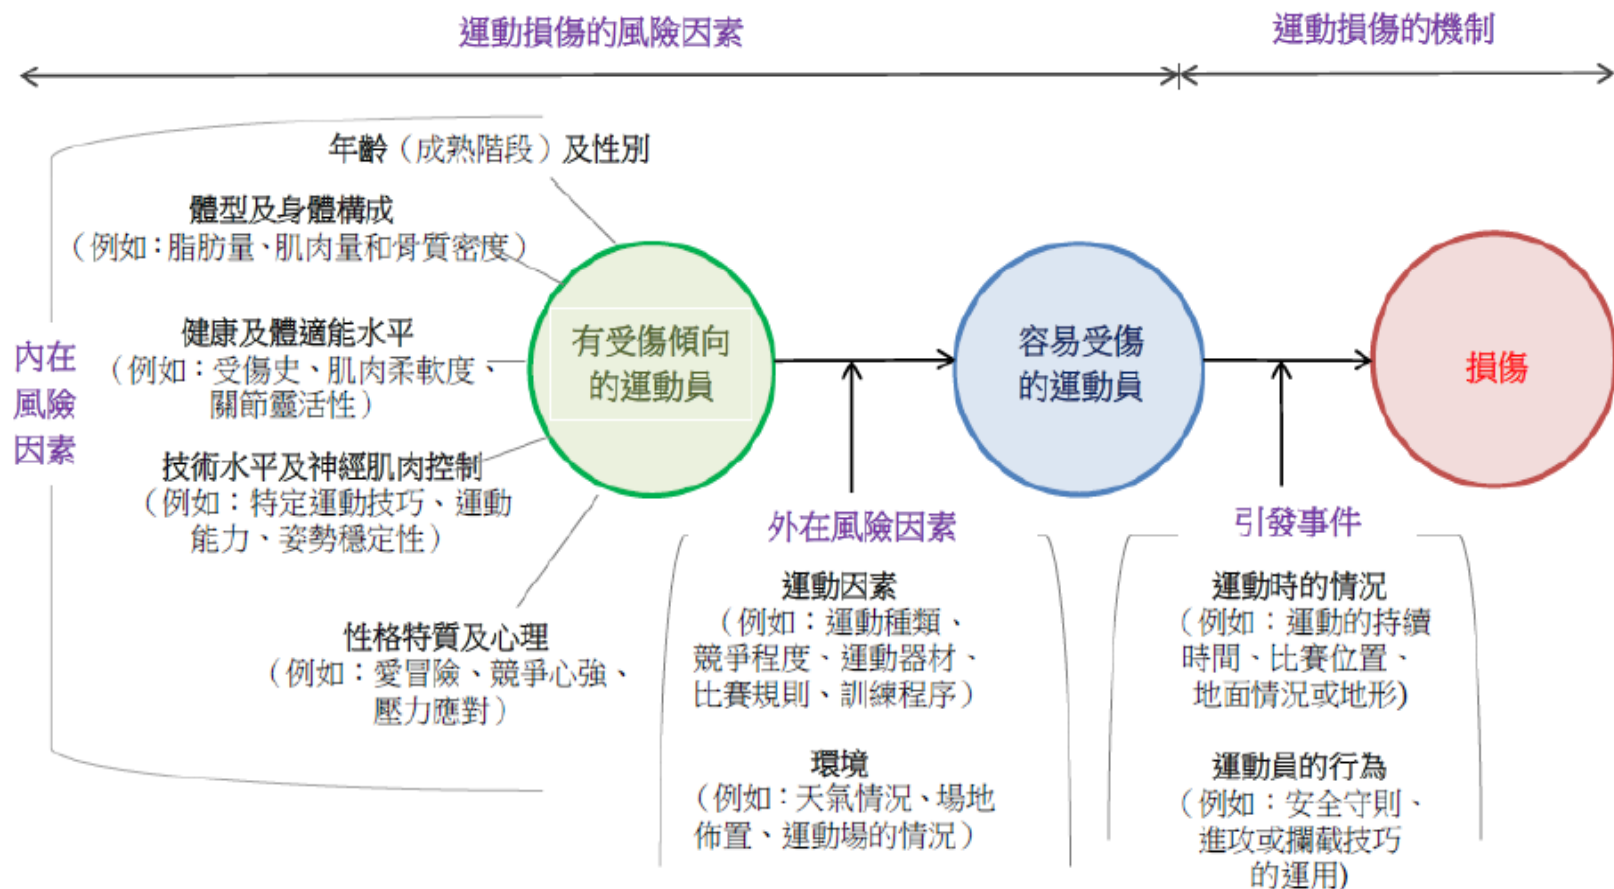 運動損傷的風險因素
運動損傷的機制
年齡（成熟階段）及性別
體型及身體構成
（例如：脂肪量、肌肉量和骨質密度）
健康及體適能水平
（例如：受傷史、肌肉柔軟度、
關節靈活性）
技術水平及神經肌肉控制
（例如：特定運動技巧、運動
能力、姿勢穩定性）
性格特質及心理
（例如：愛冒險、競爭心強、
壓力應對）
內在
風險
因素
有受傷傾向
的運動員
容易受傷
的運動員
損傷
外在風險因素
運動因素
（例如：運動種類、
競爭程度、運動器材、
比賽規則、訓練程序）
環境
（例如：天氣情況、場地
佈置、運動場的情況）
引發事件
運動時的情況
（例如：運動的持續
時間、比賽位置、
地面情況或地形)
運動員的行為
（例如：安全守則、
進攻或攔截技巧
的運用)